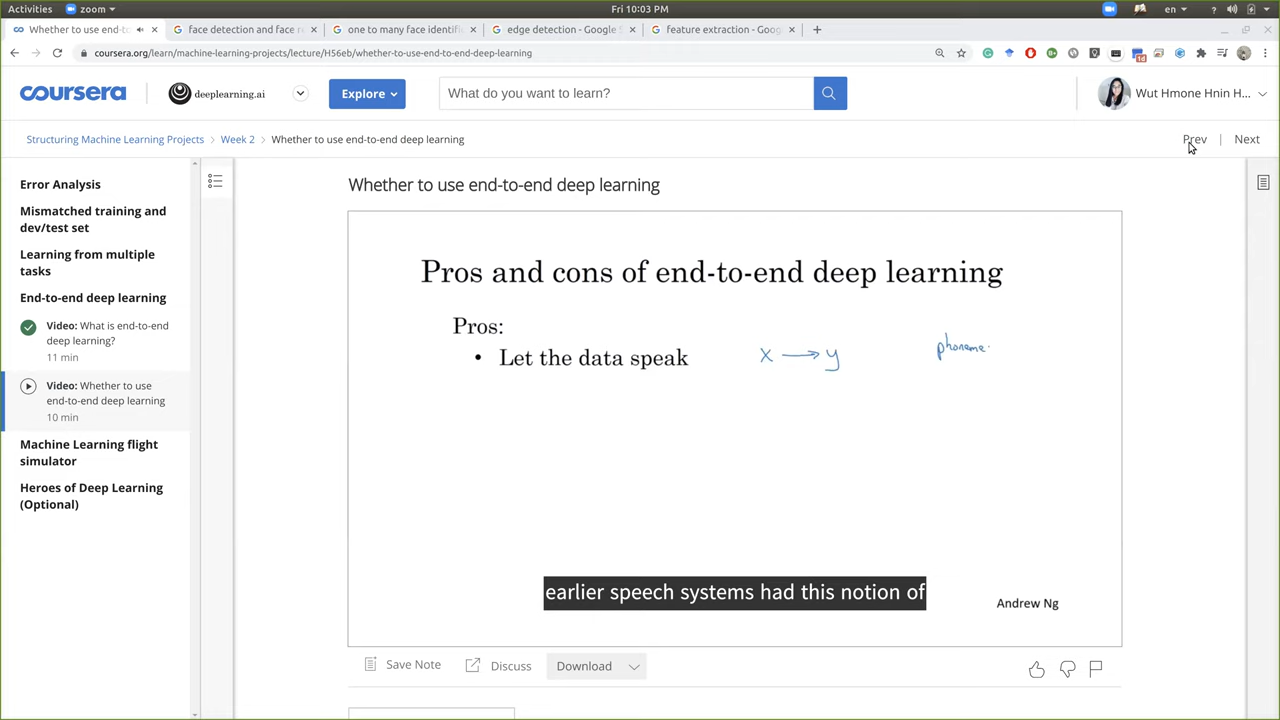 Activities
zoom
Fri 10:03 PM
en
Whether to use end-to
face detection and face r
one to many face identifi
edge detection - Google S
feature extraction - Goog
coursera.org/learn/machine-learning-projects/lecture/H56eb/whether-to-use-end-to-end-deep-learning
coursera
deeplearning.ai
Explore
What do you want to learn?
Wut Hmone Hnin H...
Structuring Machine Learning Projects
Week 2
Whether to use end-to-end deep learning
Prev
Next
Error Analysis
Mismatched training and
dev/test set
Learning from multiple
tasks
End-to-end deep learning
Video: What is end-to-end
deep learning?
11 min
Video: Whether to use
end-to-end deep learning
10 min
Machine Learning flight
simulator
Heroes of Deep Learning
(Optional)
Whether to use end-to-end deep learning
Pros and cons of end-to-end deep learning
Pros:
• Let the data speak
x → y
phoneme.
earlier speech systems had this notion of
Andrew Ng
Save Note
Discuss
Download